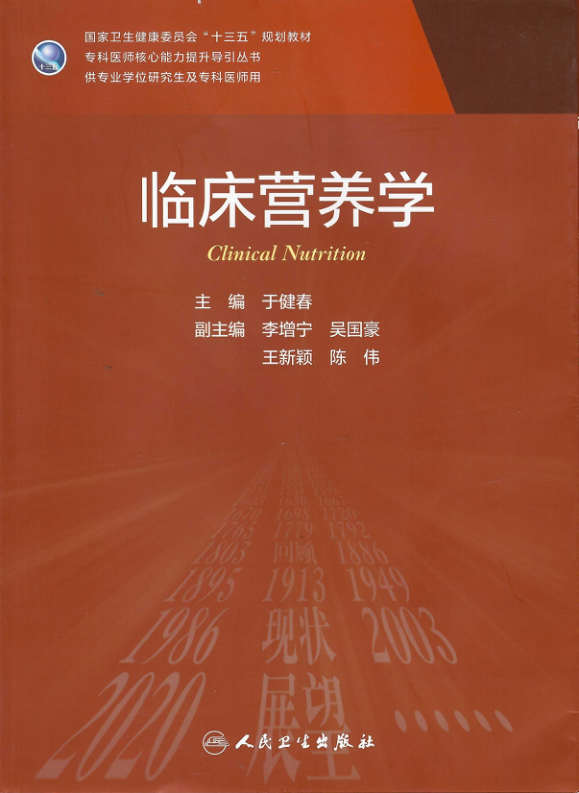 国家卫生健康委员会“十三五”规划教材
专科医师核心能力提升导引丛书
供专业学位研究生及专科医师用
临床营养学
Clinical Nutrition
主 编 于健春
副主编 李增宁 吴国豪
王新颖 陈 伟
1765 1779 1792
1803 回顾 1886
1895 1913 1949
1986 现状 2003
2020 展望 ……
人民卫生出版社